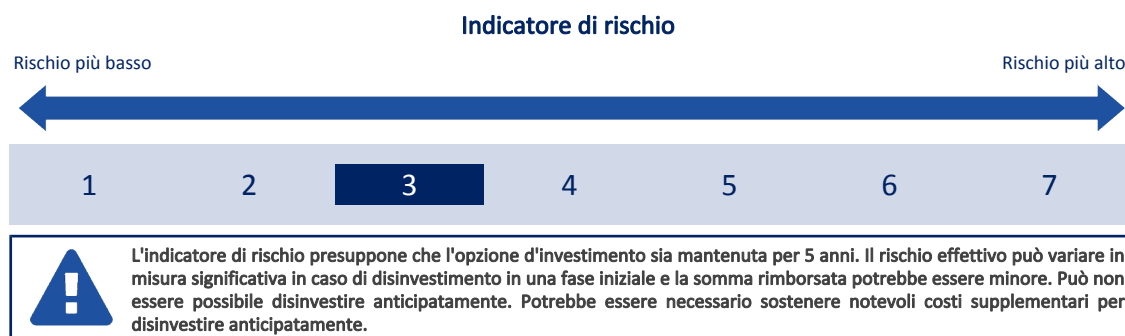 Indicatore di rischio
Rischio più basso
Rischio più alto
1 2 3 4 5 6 7
L'indicatore di rischio presuppone che l'opzione d'investimento sia mantenuta per 5 anni. Il rischio effettivo può variare in
misura significativa in caso di disinvestimento in una fase iniziale e la somma rimborsata potrebbe essere minore. Può non
essere possibile disinvestire anticipatamente. Potrebbe essere necessario sostenere notevoli costi supplementari per
disinvestire anticipatamente.